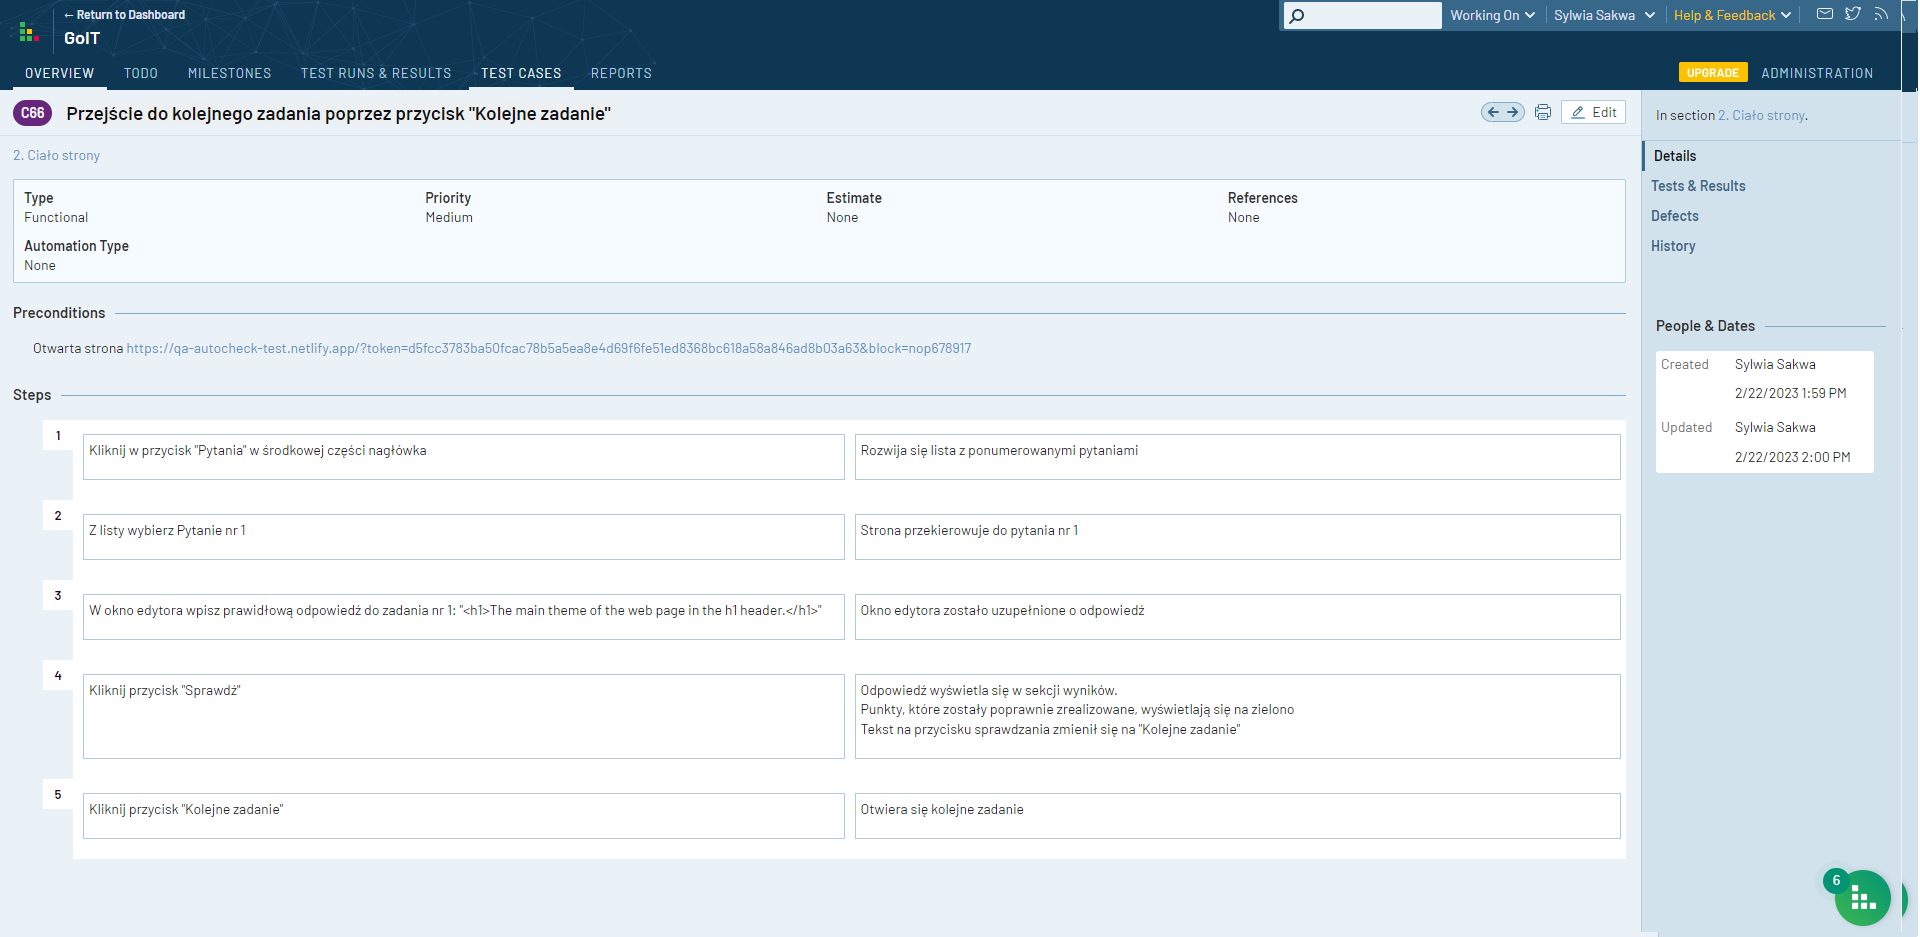 ← Return to Dashboard
GoIT
Working On
Sylwia Sakwa
Help & Feedback
OVERVIEW
TODO
MILESTONES
TEST RUNS & RESULTS
TEST CASES
REPORTS
UPGRADE
ADMINISTRATION
C66
Przejście do kolejnego zadania poprzez przycisk "Kolejne zadanie"
Edit
2. Ciało strony
Type
Functional
Priority
Medium
Estimate
None
References
None
Automation Type
None
Preconditions
Otwarta strona https://qa-autocheck-test.netlify.app/?token=d5fcc3783ba50fcac78b5a5ea8e4d69f6fe51ed8368bc618a58a846ad8b03a63&block=nop678917
Steps
1
Kliknij w przycisk "Pytania" w środkowej części nagłówka
Rozwija się lista z ponumerowanymi pytaniami
2
Z listy wybierz Pytanie nr 1
Strona przekierowuje do pytania nr 1
3
W okno edytora wpisz prawidłową odpowiedź do zadania nr 1: "<h1>The main theme of the web page in the h1 header.</h1>"
Okno edytora zostało uzupełnione o odpowiedź
4
Kliknij przycisk "Sprawdź"
Odpowiedź wyświetla się w sekcji wyników.
Punkty, które zostały poprawnie zrealizowane, wyświetlają się na zielono
Tekst na przycisku sprawdzania zmienił się na "Kolejne zadanie"
5
Kliknij przycisk "Kolejne zadanie"
Otwiera się kolejne zadanie
In section 2. Ciało strony.
Details
Tests & Results
Defects
History
People & Dates
Created
Sylwia Sakwa
2/22/2023 1:59 PM
Updated
Sylwia Sakwa
2/22/2023 2:00 PM
6